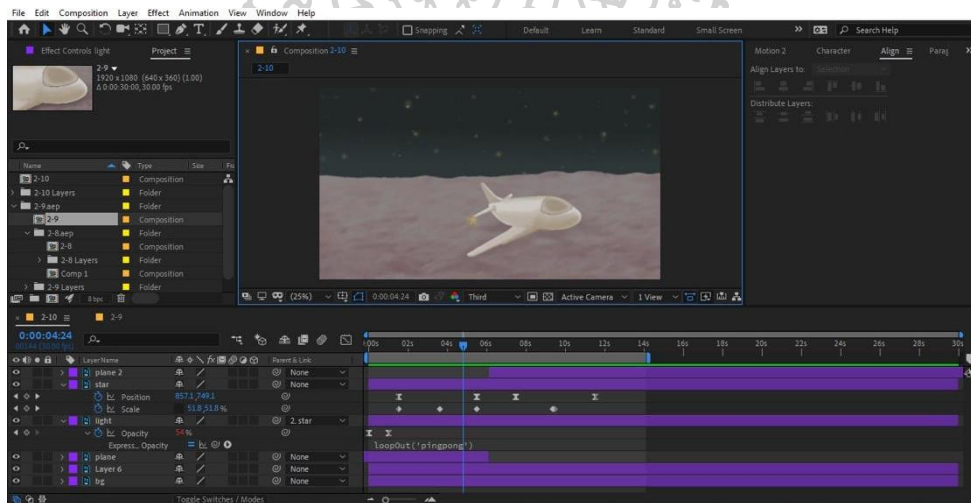 File Edit Composition Layer Effect Animation View Window Help
Snapping Default Learn Standard Small Screen » Search Help
Effect Controls light Project
Composition 2-10
Motion 2 Character Align Parag
2-9
1920 x 1080 (640 x 360) (1.00)
Δ 0:00:30:00, 30.00 fps
2-10
Align Layers to: Selection
Distribute Layers:
Name Type Size
2-10 Composition
2-10 Layers Folder
2-9.aep Folder
2-9 Composition
2-8.aep Folder
2-8 Composition
2-8 Layers Folder
Comp 1 Composition
2-9 Layers Folder
8 bpc
(25%) 0:00:04:24 Third Active Camera 1 View
2-10 2-9
0:00:04:24
Layer Name Parent & Link
:00s 02s 04s 06s 08s 10s 12s 14s 16s 18s 20s 22s 24s 26s 28s 30s
plane 2 None
star None
Position 857.1,749.1
Scale 51.8,51.8 %
light 2. star
Opacity 54 %
Express... Opacity loopOut('pingpong')
plane None
Layer 6 None
bg None
Toggle Switches / Modes